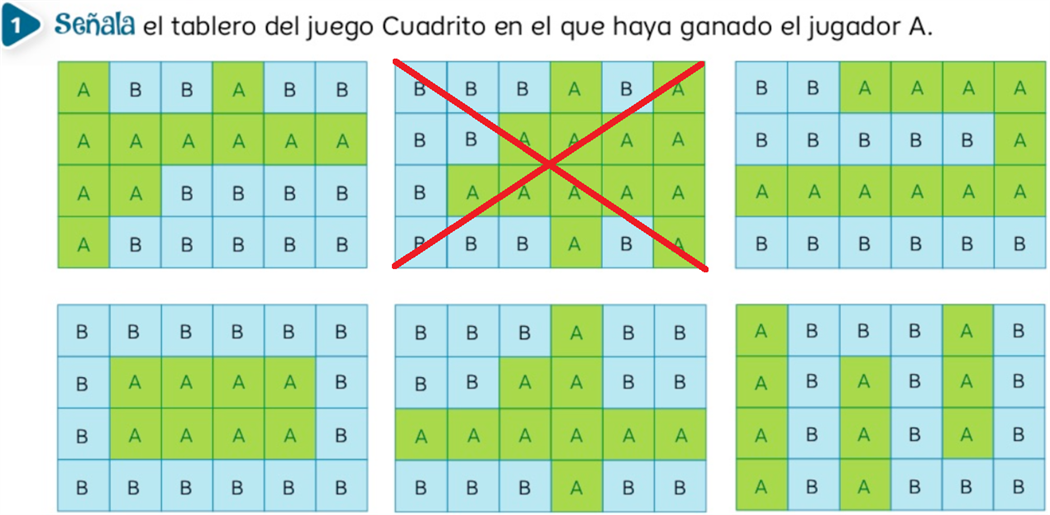 1 Señala el tablero del juego Cuadrito en el que haya ganado el jugador A.
A B B A B B
A A A A A A
A A B B B B
A B B B B B
B B B A B A
B B A A A A
B A A A A A
B B B A B A
B B A A A A
B B B B B A
A A A A A A
B B B B B B
B B B B B B
B A A A A B
B A A A A B
B B B B B B
B B B A B B
B B A A B B
A A A A A A
B B B A B B
A B B B A B
A B A B A B
A B A B A B
A B A B B B